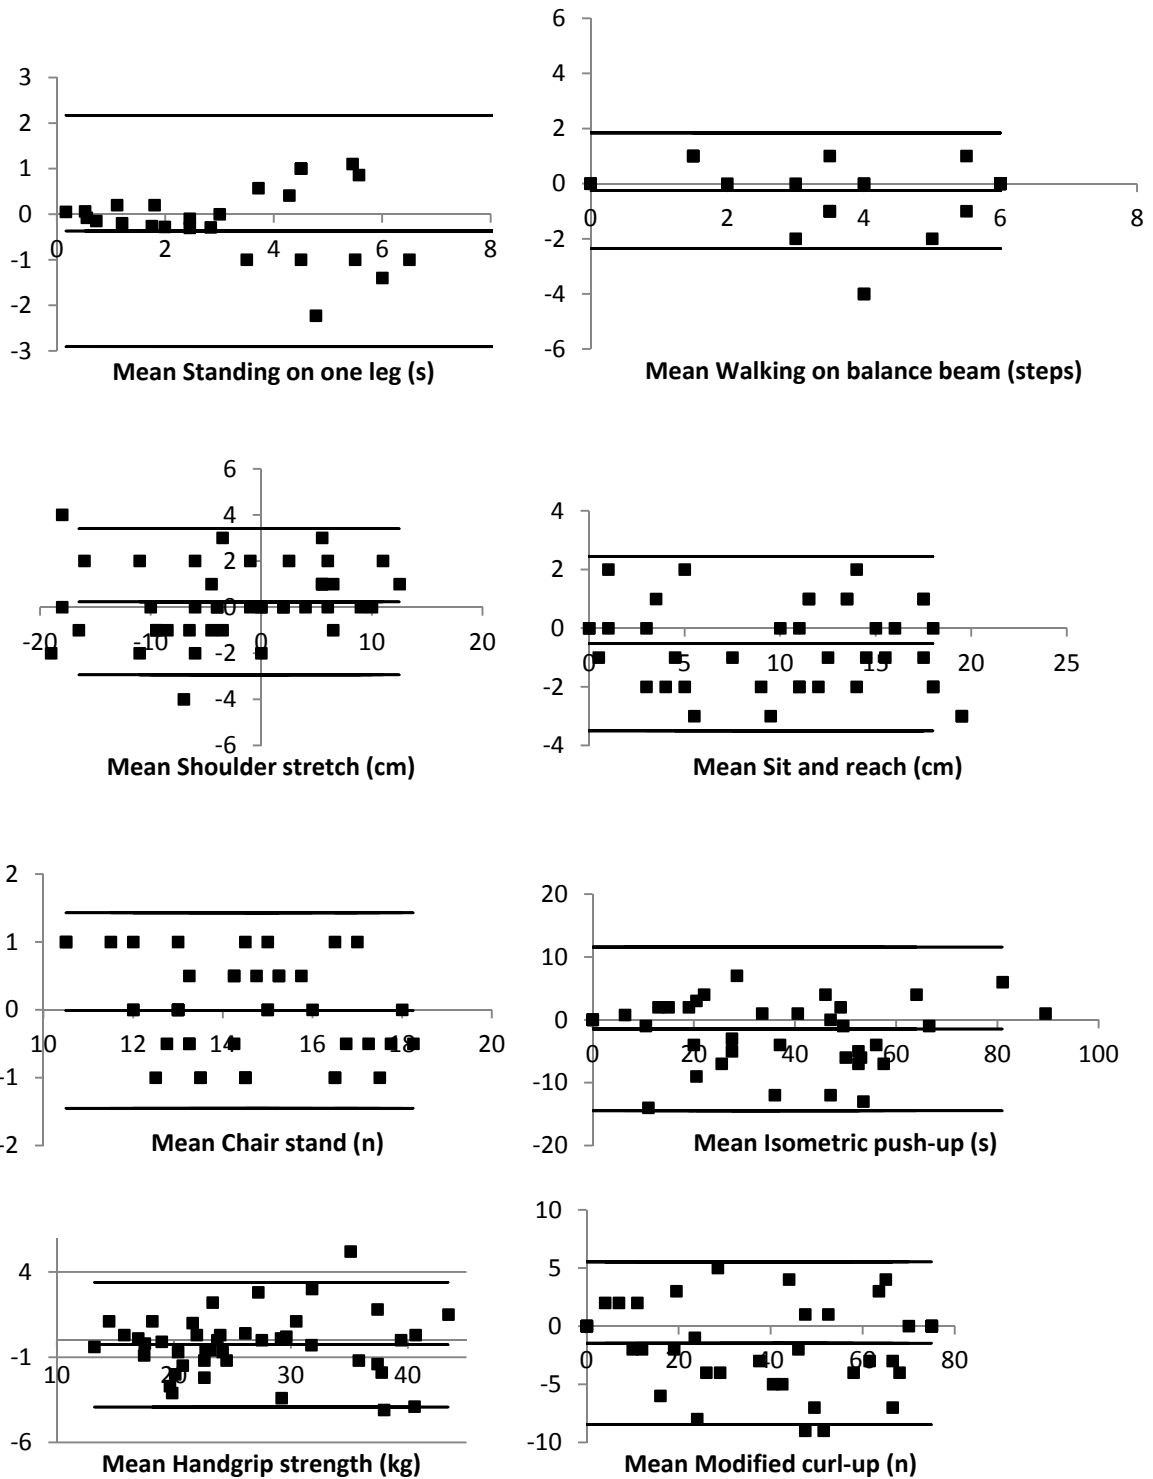 3
2
1
0
0 2 4 6 8
-1
-2
-3
Mean Standing on one leg (s)
6
4
2
0
0 2 4 6 8
-2
-4
-6
Mean Walking on balance beam (steps)
6
4
2
0
-20 -10 0 10 20
-2
-4
-6
Mean Shoulder stretch (cm)
4
2
0
0 5 10 15 20 25
-2
-4
Mean Sit and reach (cm)
2
1
0
10 12 14 16 18 20
-1
-2
Mean Chair stand (n)
20
10
0
0 20 40 60 80 100
-10
-20
Mean Isometric push-up (s)
4
-1
10 20 30 40
-6
Mean Handgrip strength (kg)
10
5
0
0 20 40 60 80
-5
-10
Mean Modified curl-up (n)